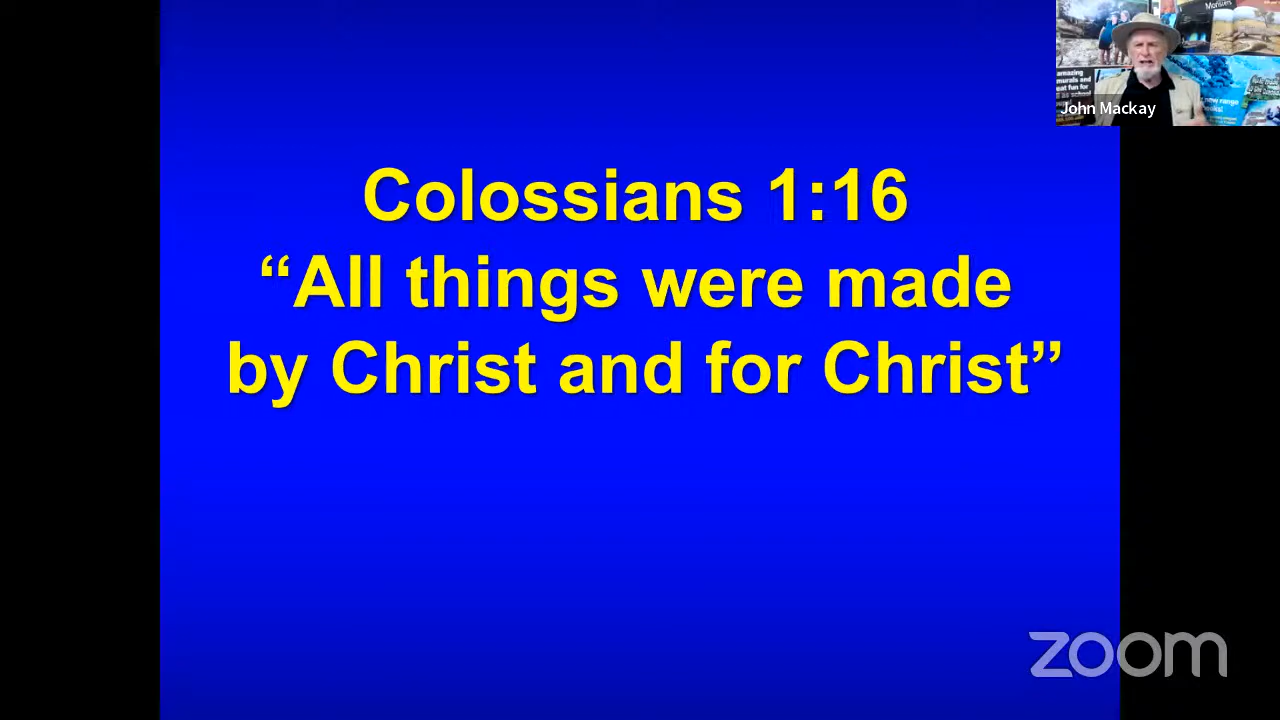 Colossians 1:16
“All things were made
by Christ and for Christ”
John Mackay
zoom